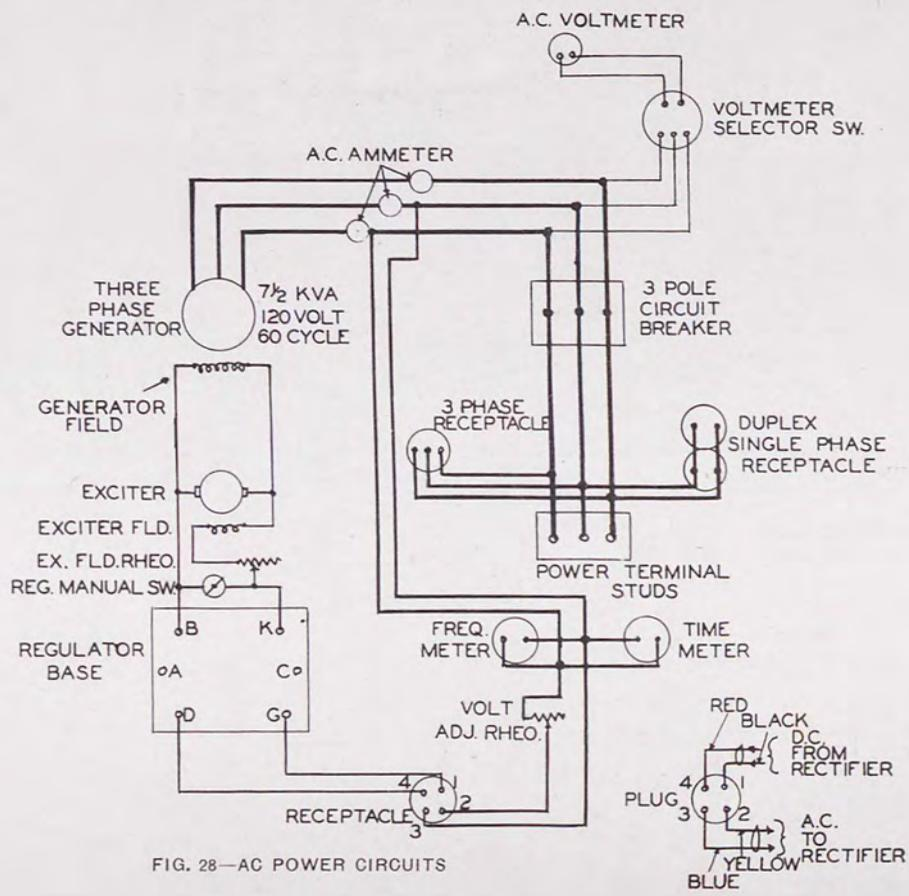 A.C. VOLTMETER
VOLTMETER
SELECTOR SW.
A.C. AMMETER
THREE
PHASE
GENERATOR
7½ KVA
120 VOLT
60 CYCLE
3 POLE
CIRCUIT
BREAKER
GENERATOR
FIELD
3 PHASE
RECEPTACLE
DUPLEX
SINGLE PHASE
RECEPTACLE
EXCITER
EXCITER FLD.
EX. FLD. RHEO.
REG. MANUAL SW.
POWER TERMINAL
STUDS
REGULATOR
BASE
B
K
A
C
D
G
FREQ.
METER
TIME
METER
VOLT
ADJ. RHEO.
RECEPTACLE
4
1
2
3
RED
BLACK
D.C.
FROM
RECTIFIER
PLUG
4
1
3
2
A.C.
TO
RECTIFIER
YELLOW
BLUE
FIG. 28—AC POWER CIRCUITS